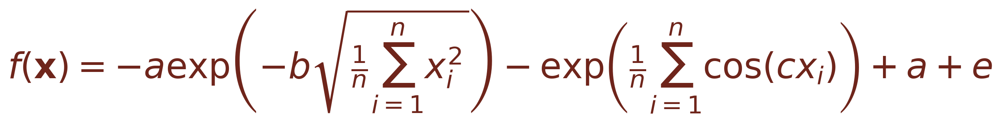 f(𝐱) = −a exp(−b√(1/n ∑_{i=1}^{n} x_i^2)) − exp(1/n ∑_{i=1}^{n} cos(cx_i)) + a + e